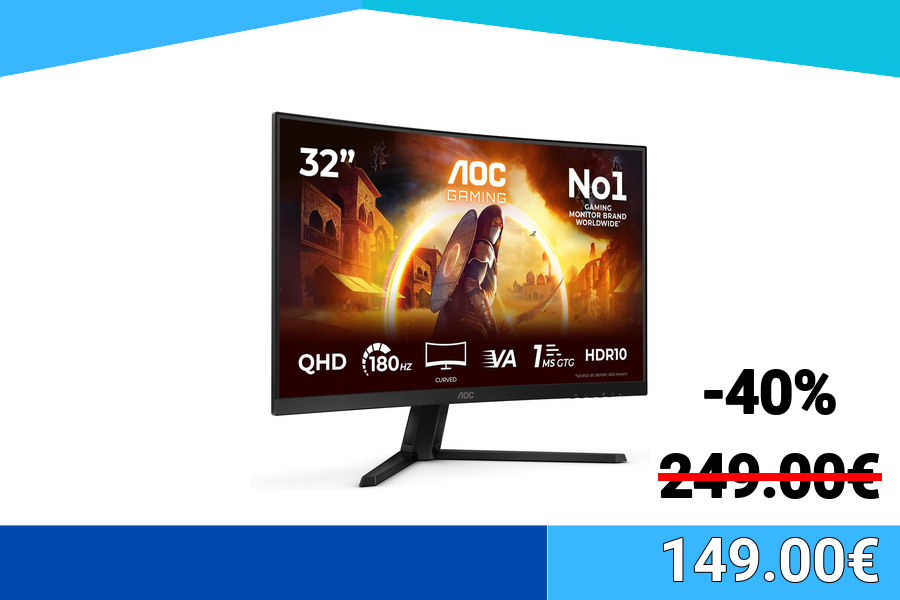 32”
AOC
GAMING
No1
GAMING
MONITOR BRAND
WORLDWIDE*
QHD
180HZ
CURVED
VA
1MS GTG
HDR10
AOC
-40%
249.00€
149.00€